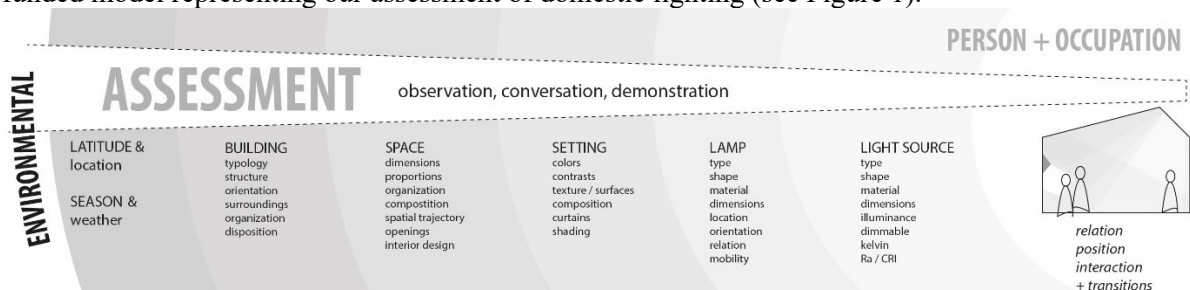 funded model representing our assessment of domestic lighting (see Figure 1).
PERSON + OCCUPATION
ENVIRONMENTAL
ASSESSMENT
observation, conversation, demonstration
LATITUDE &
location
SEASON &
weather
BUILDING
typology
structure
orientation
surroundings
organization
disposition
SPACE
dimensions
proportions
organization
compostition
spatial trajectory
openings
interior design
SETTING
colors
contrasts
texture / surfaces
composition
curtains
shading
LAMP
type
shape
material
dimensions
location
orientation
relation
mobility
LIGHT SOURCE
type
shape
material
dimensions
illuminance
dimmable
kelvin
Ra / CRI
relation
position
interaction
+ transitions